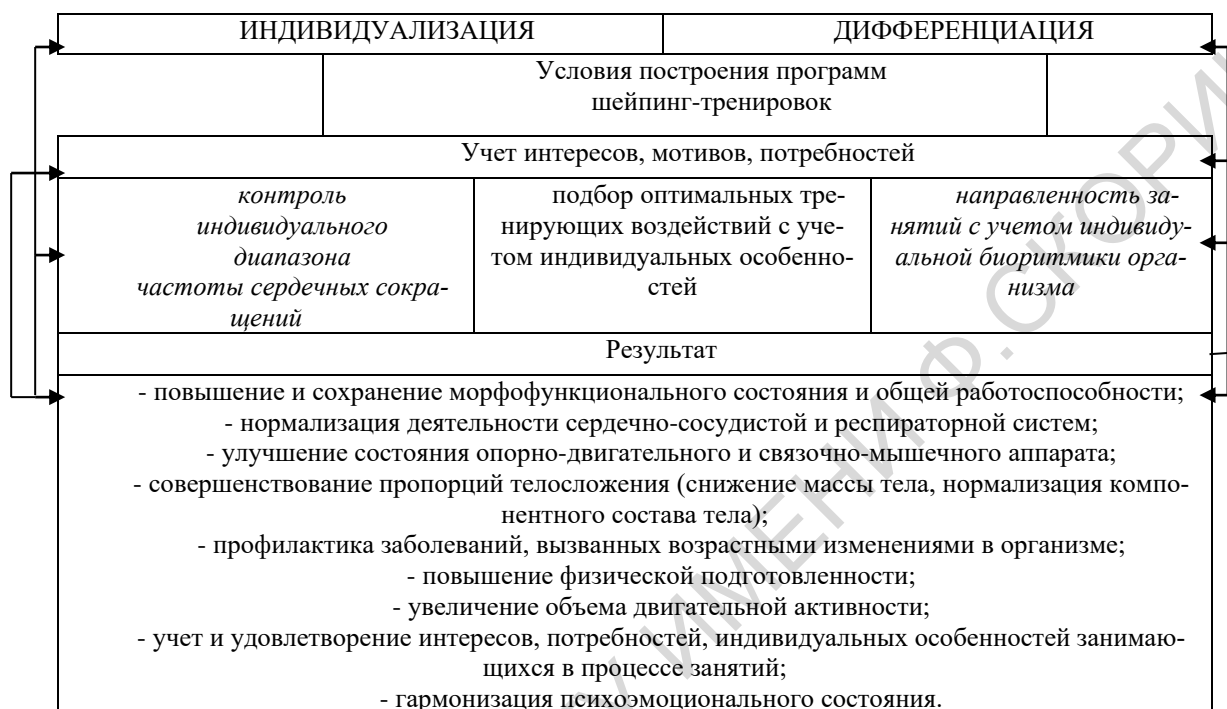 ИНДИВИДУАЛИЗАЦИЯ ДИФФЕРЕНЦИАЦИЯ
Условия построения программ
шейпинг-тренировок
Учет интересов, мотивов, потребностей
контроль
индивидуального
диапазона
частоты сердечных сокра-
щений
подбор оптимальных тре-
нирующих воздействий с уче-
том индивидуальных особенно-
стей
направленность за-
нятий с учетом индивиду-
альной биоритмики орга-
низма
Результат
- повышение и сохранение морфофункционального состояния и общей работоспособности;
- нормализация деятельности сердечно-сосудистой и респираторной систем;
- улучшение состояния опорно-двигательного и связочно-мышечного аппарата;
- совершенствование пропорций телосложения (снижение массы тела, нормализация компо-
нентного состава тела);
- профилактика заболеваний, вызванных возрастными изменениями в организме;
- повышение физической подготовленности;
- увеличение объема двигательной активности;
- учет и удовлетворение интересов, потребностей, индивидуальных особенностей занимаю-
щихся в процессе занятий;
- гармонизация психоэмоционального состояния.
ИМЕНИ Ф.СКОРИ